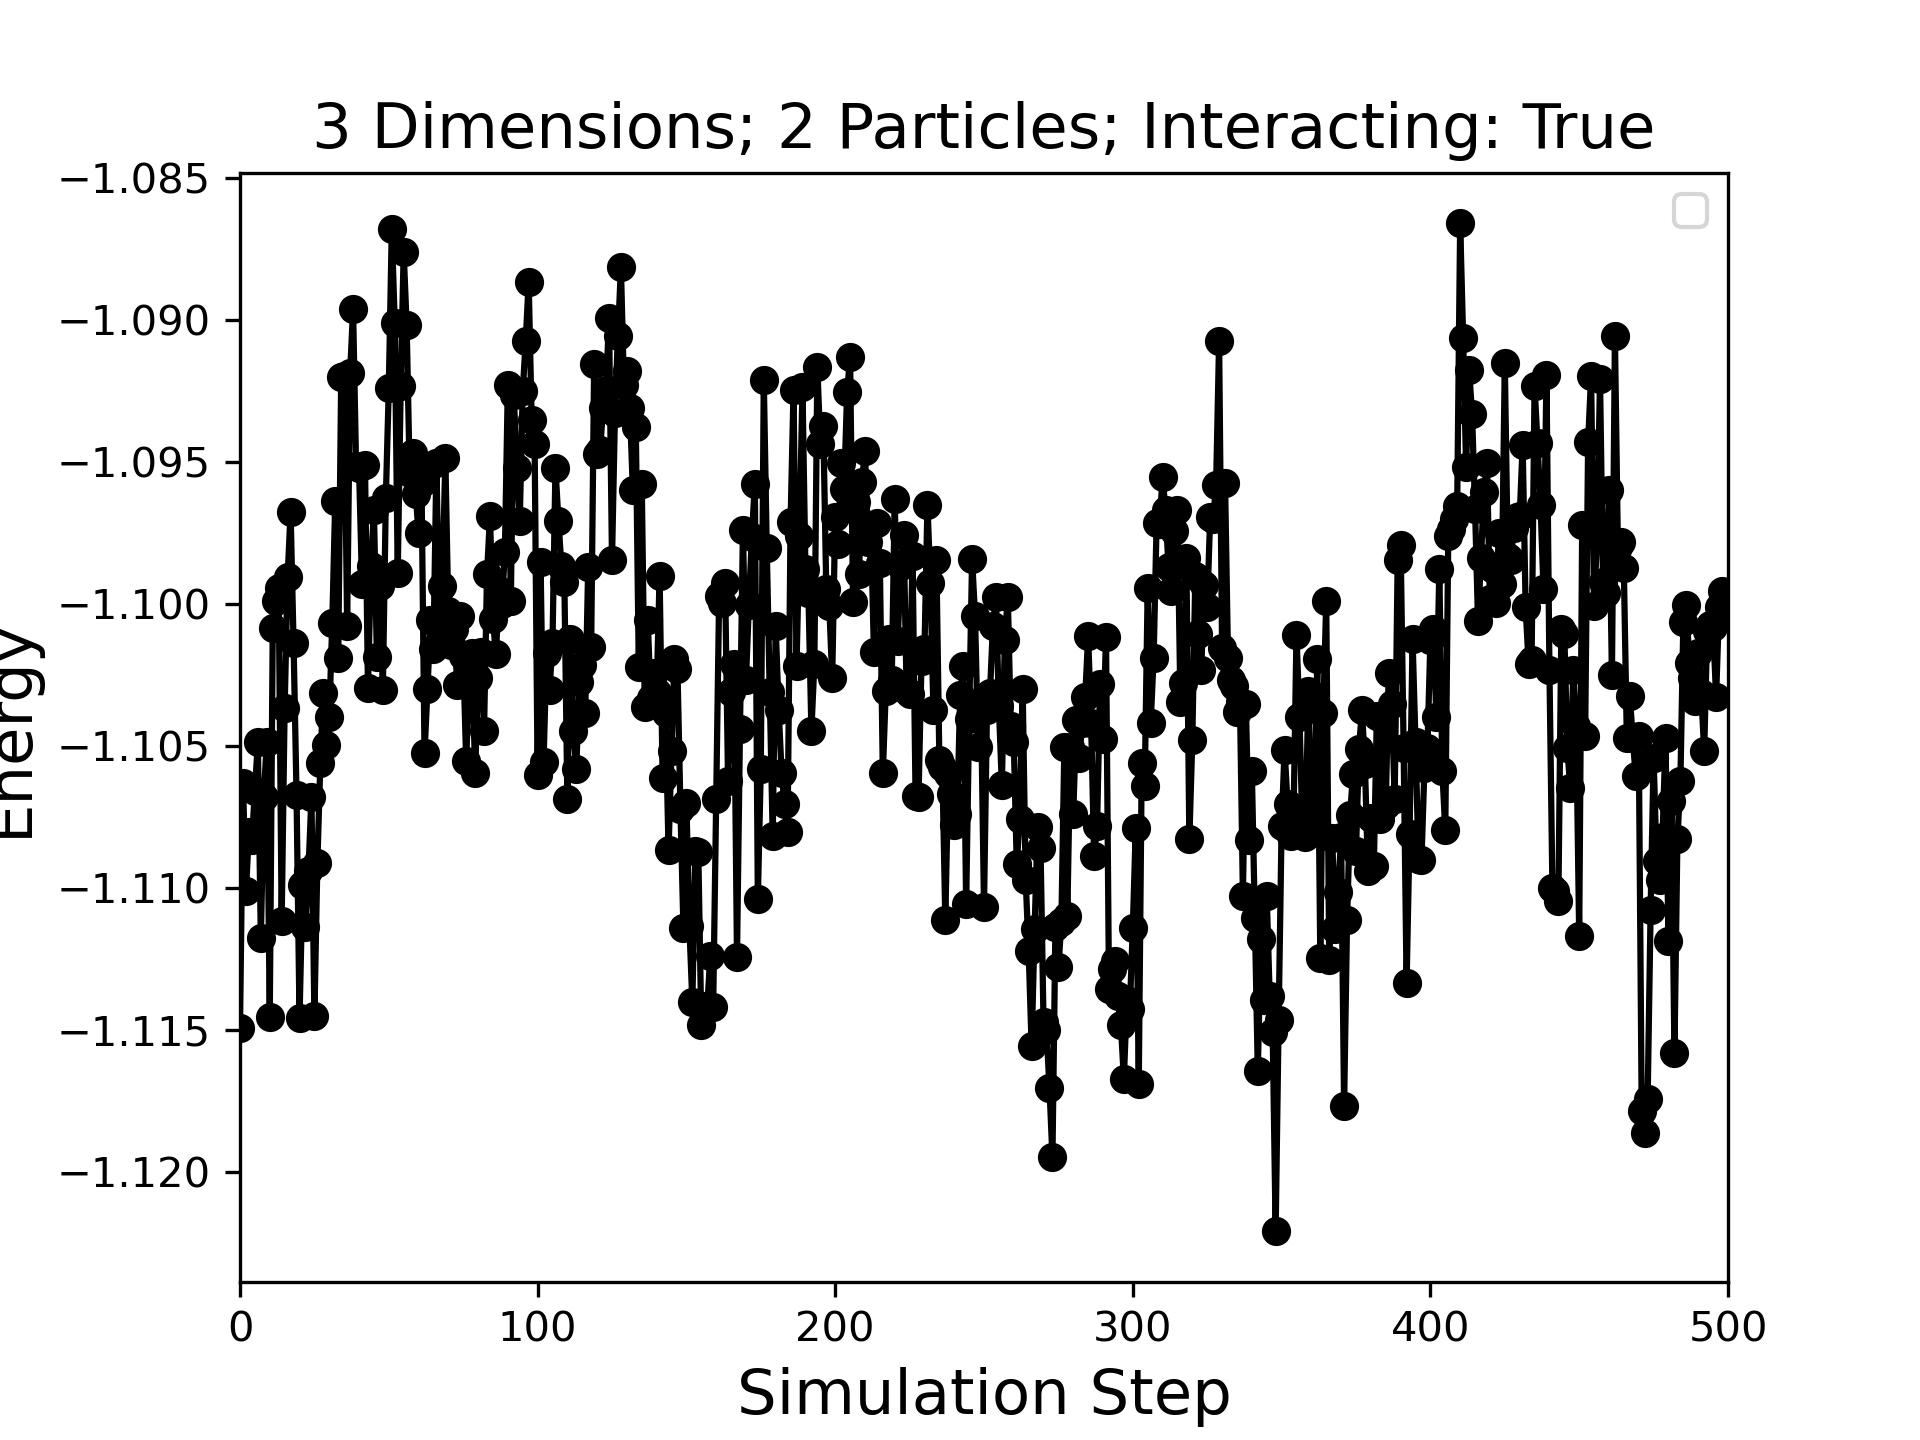 3 Dimensions; 2 Particles; Interacting: True
−1.085
−1.090
−1.095
−1.100
−1.105
−1.110
−1.115
−1.120
Energy
0 100 200 300 400 500
Simulation Step